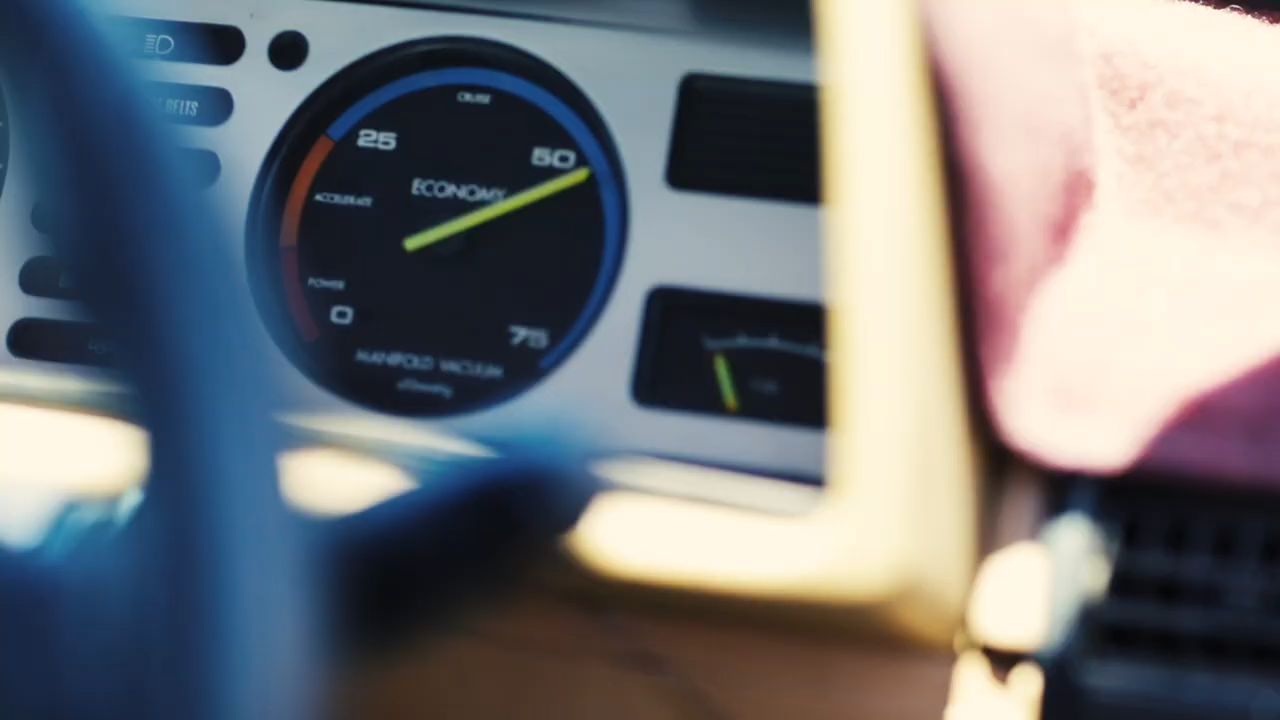 BELTS
CRUISE
25
50
ECONOMY
ACCELERATE
POWER
0
75
MANIFOLD VACUUM